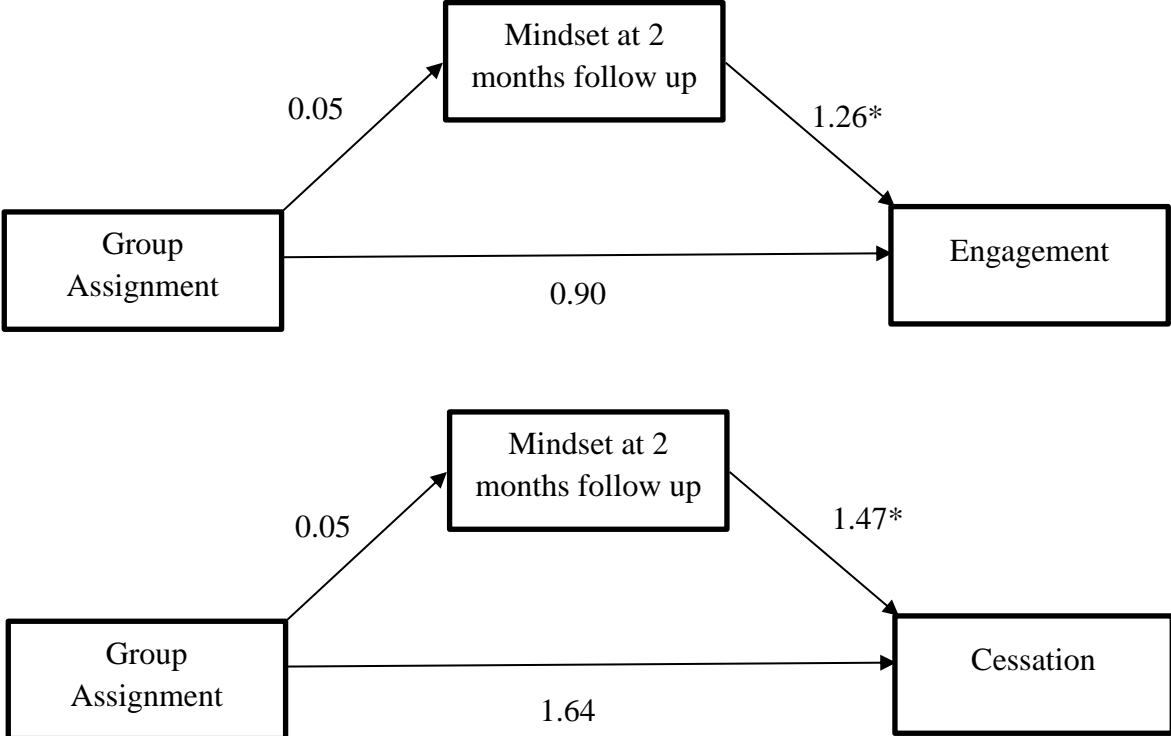 Mindset at 2
months follow up
0.05
1.26*
Group
Assignment
Engagement
0.90
Mindset at 2
months follow up
0.05
1.47*
Group
Assignment
Cessation
1.64